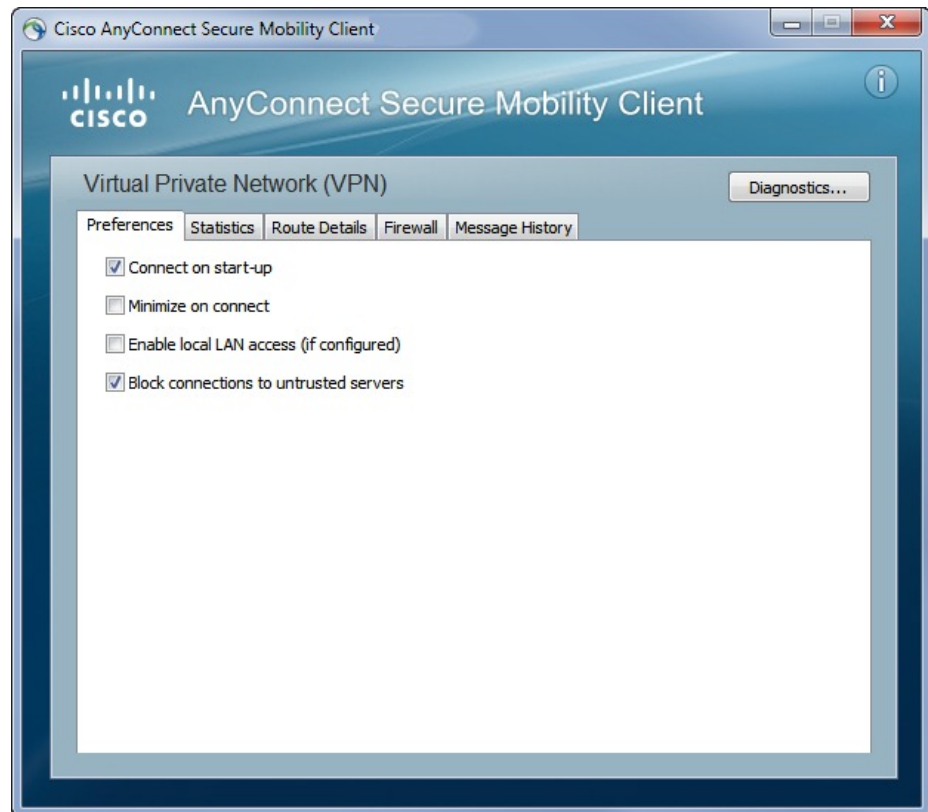 Cisco AnyConnect Secure Mobility Client
CISCO
AnyConnect Secure Mobility Client
Virtual Private Network (VPN)
Diagnostics...
Preferences Statistics Route Details Firewall Message History
Connect on start-up
Minimize on connect
Enable local LAN access (if configured)
Block connections to untrusted servers